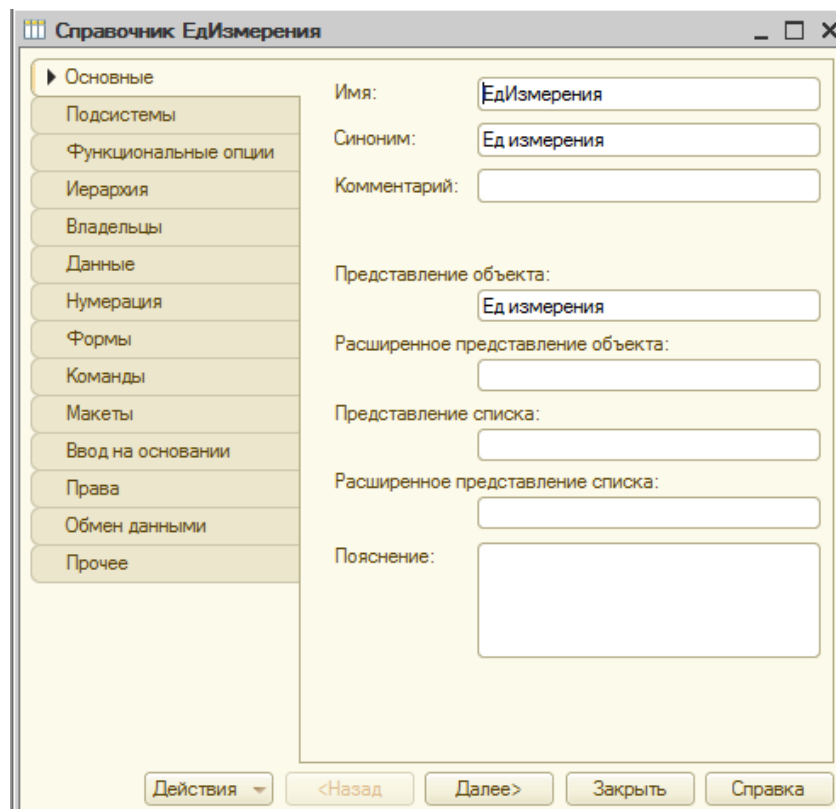 Справочник ЕдИзмерения
Основные
Подсистемы
Функциональные опции
Иерархия
Владельцы
Данные
Нумерация
Формы
Команды
Макеты
Ввод на основании
Права
Обмен данными
Прочее
Имя: ЕдИзмерения
Синоним: Ед измерения
Комментарий:
Представление объекта:
Ед измерения
Расширенное представление объекта:
Представление списка:
Расширенное представление списка:
Пояснение:
Действия <Назад Далее> Закрыть Справка